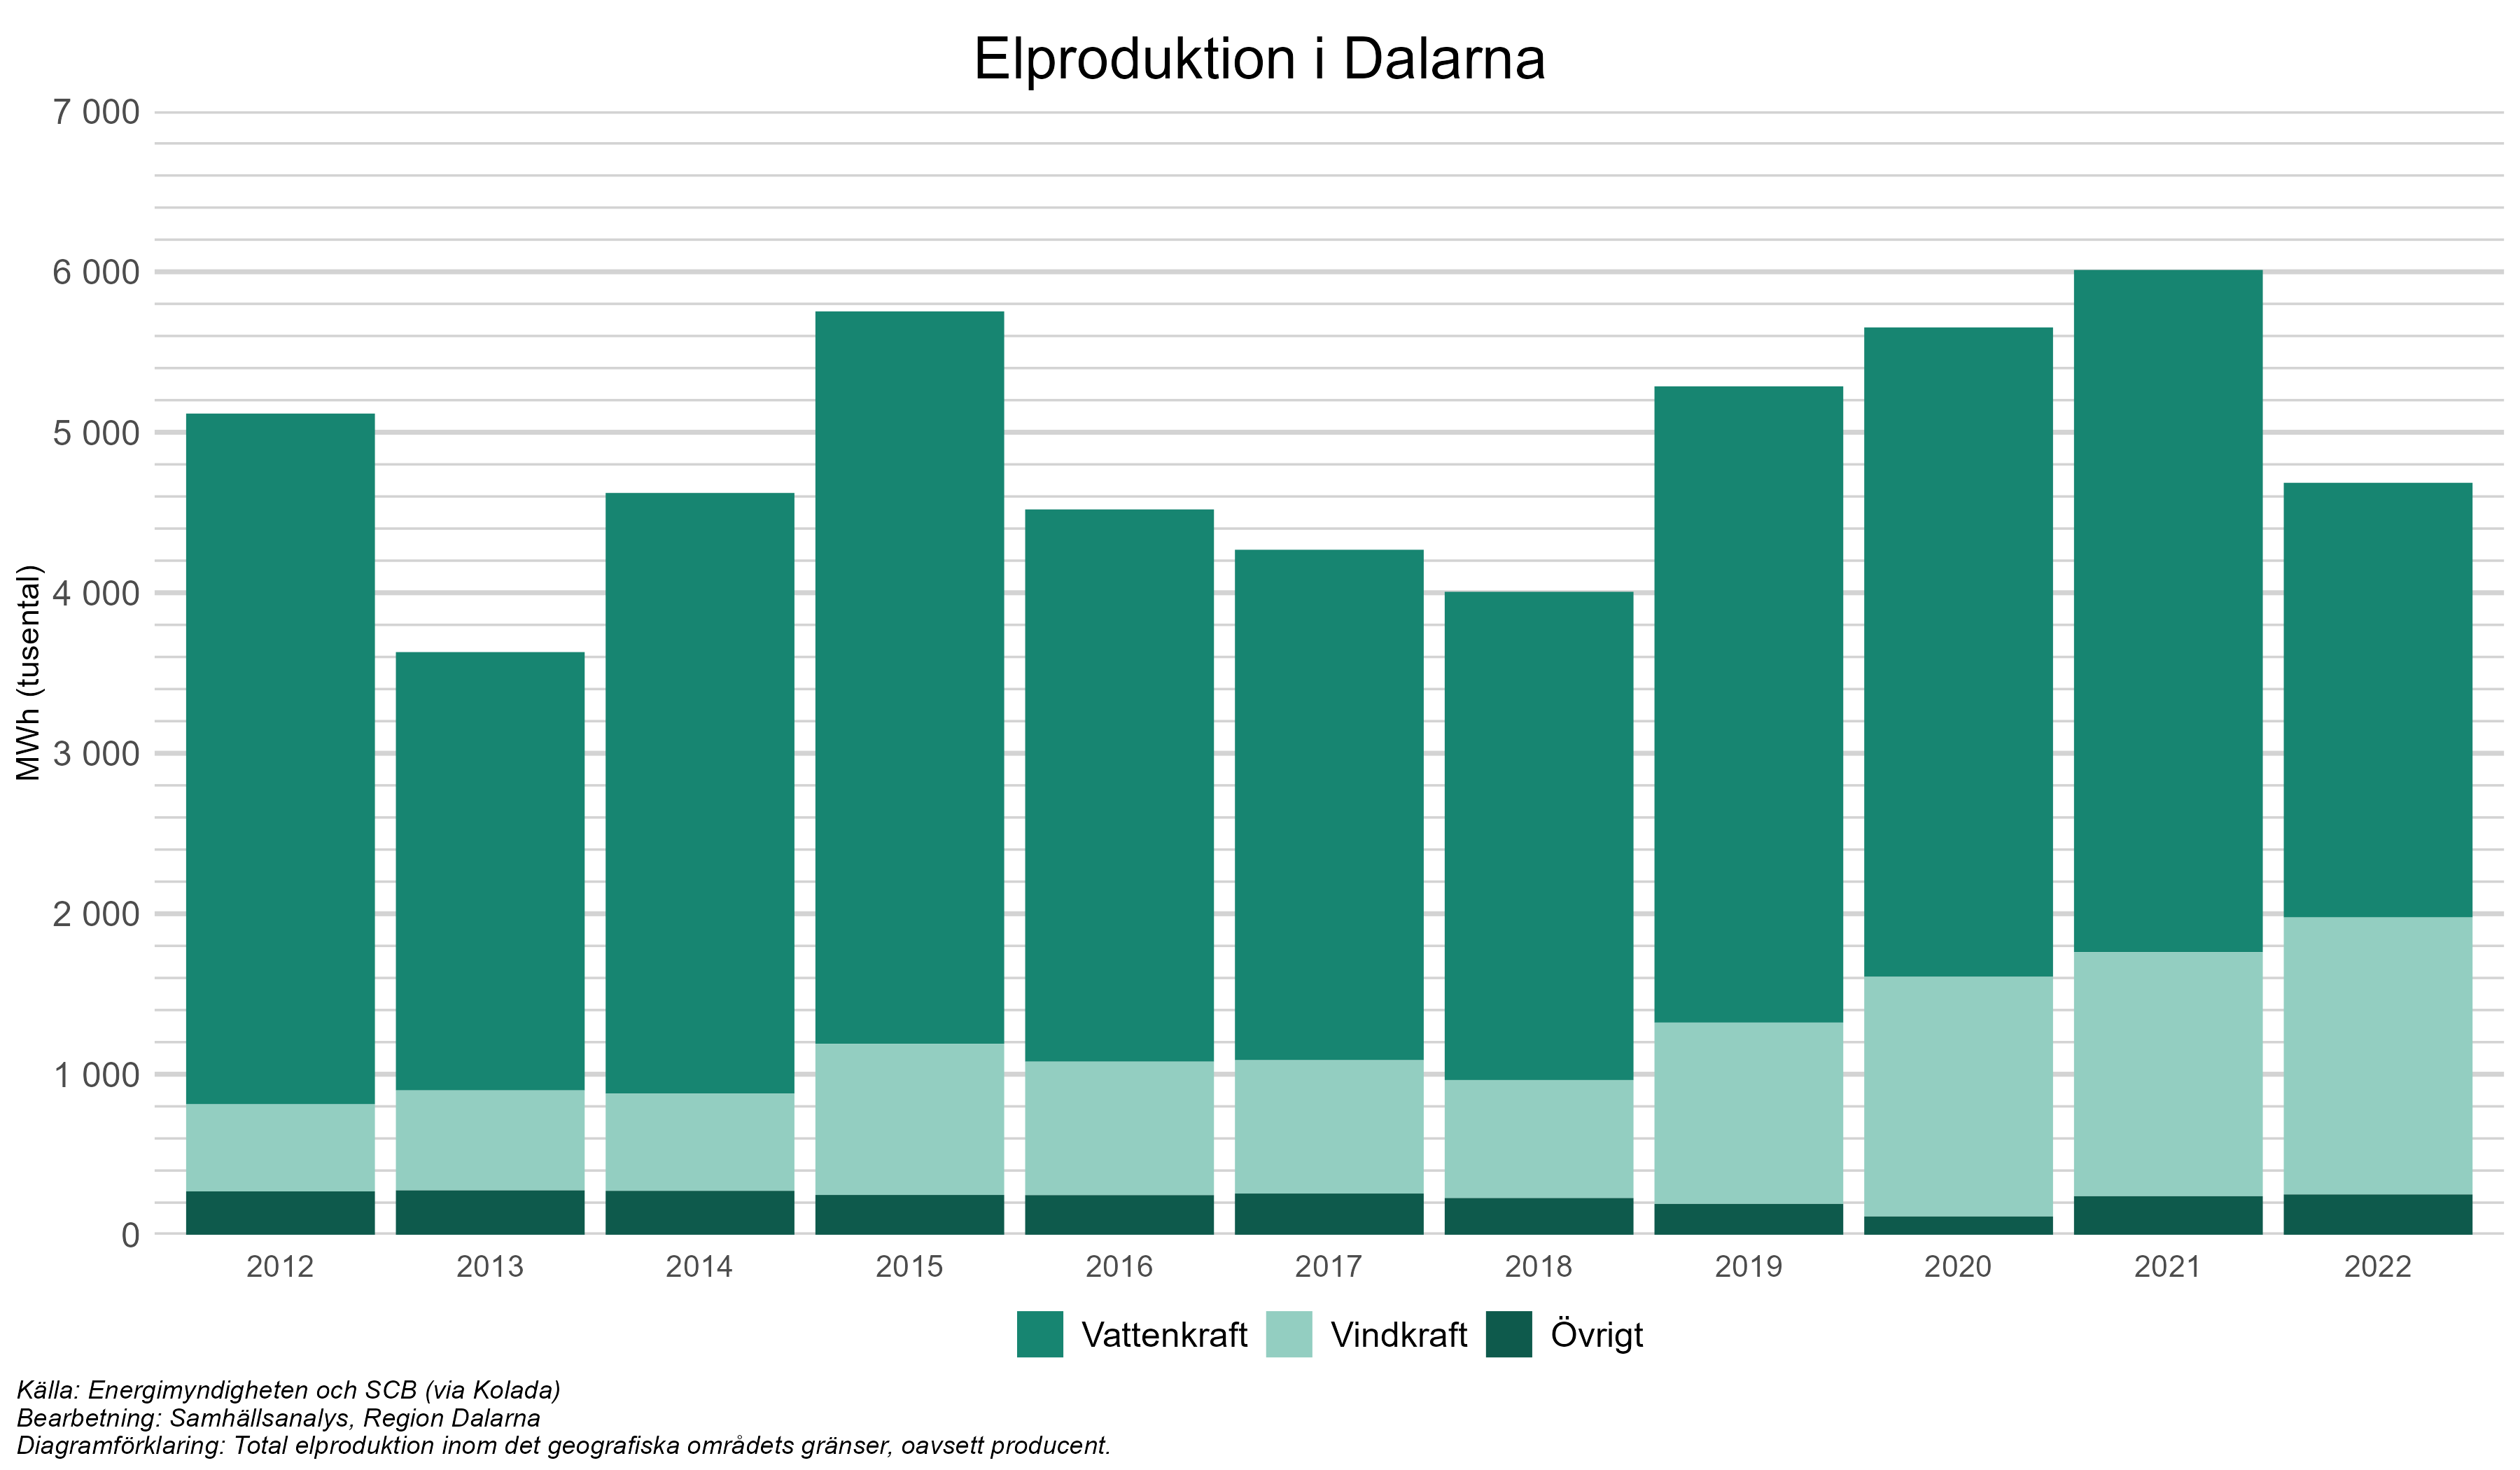 Elproduktion i Dalarna
7 000
6 000
5 000
4 000
3 000
2 000
1 000
0
MWh (tusental)
2012 2013 2014 2015 2016 2017 2018 2019 2020 2021 2022
Vattenkraft Vindkraft Övrigt
Källa: Energimyndigheten och SCB (via Kolada)
Bearbetning: Samhällsanalys, Region Dalarna
Diagramförklaring: Total elproduktion inom det geografiska områdets gränser, oavsett producent.